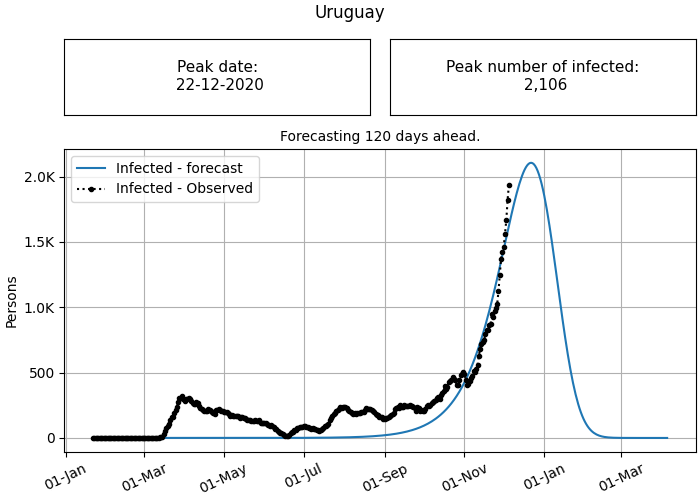 Uruguay
Peak date:
22-12-2020
Peak number of infected:
2,106
Forecasting 120 days ahead.
Infected - forecast
Infected - Observed
2.0K
1.5K
1.0K
500
0
Persons
01-Jan
01-Mar
01-May
01-Jul
01-Sep
01-Nov
01-Jan
01-Mar